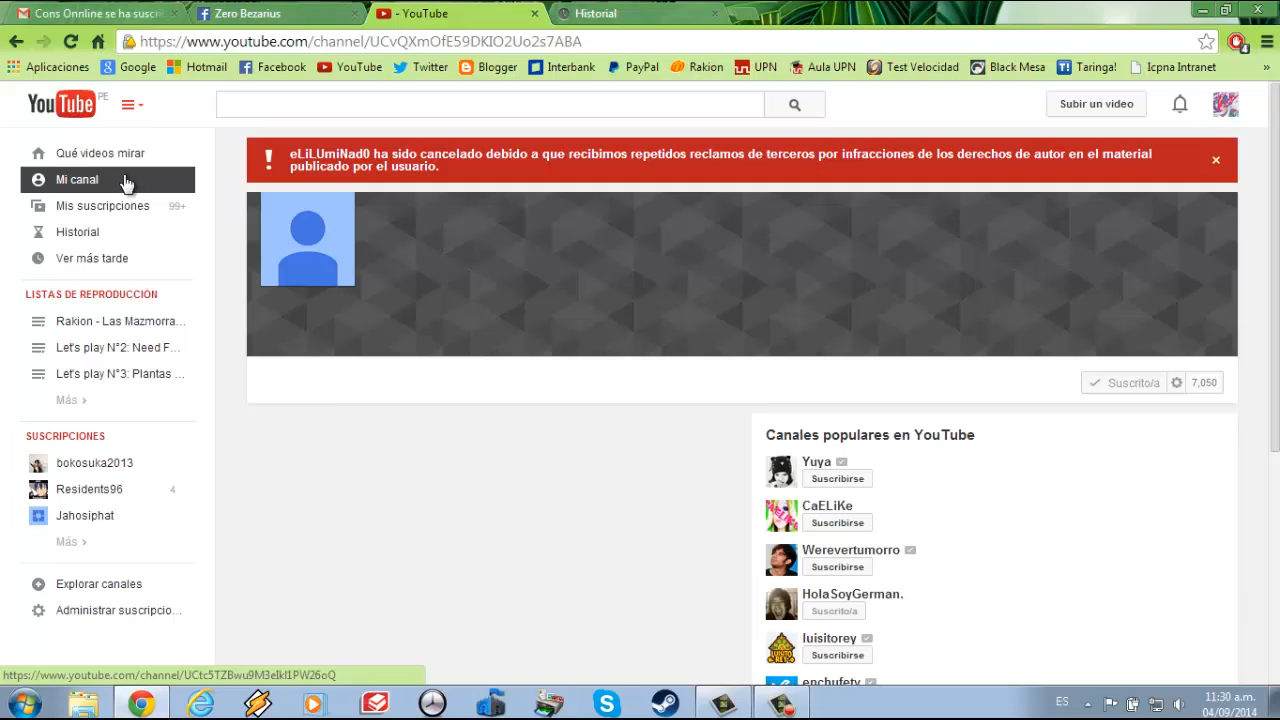 Cons Onnline se ha suscri
Zero Bezarius
- YouTube
Historial
https://www.youtube.com/channel/UCvQXmOfE59DKIO2Uo2s7ABA
Aplicaciones
Google
Hotmail
Facebook
YouTube
Twitter
Blogger
Interbank
PayPal
Rakion
UPN
Aula UPN
Test Velocidad
Black Mesa
Taringa!
Icpna Intranet
»
YouTube PE
Subir un video
Qué videos mirar
Mi canal
Mis suscripciones 99+
Historial
Ver más tarde
LISTAS DE REPRODUCCIÓN
Rakion - Las Mazmorra...
Let's play N°2: Need F...
Let's play N°3: Plantas ...
Más ›
SUSCRIPCIONES
bokosuka2013
Residents96 4
Jahosiphat
Más ›
Explorar canales
Administrar suscripcio...
eLiLUmiNad0 ha sido cancelado debido a que recibimos repetidos reclamos de terceros por infracciones de los derechos de autor en el material
publicado por el usuario.
Suscrito/a 7,050
Canales populares en YouTube
Yuya
Suscribirse
CaELiKe
Suscribirse
Werevertumorro
Suscribirse
HolaSoyGerman.
Suscrito/a
luisitorey
Suscribirse
enchufetv
https://www.youtube.com/channel/UCtc5TZBwu9M3eIkl1PW26oQ
ES
11:30 a.m.
04/09/2014